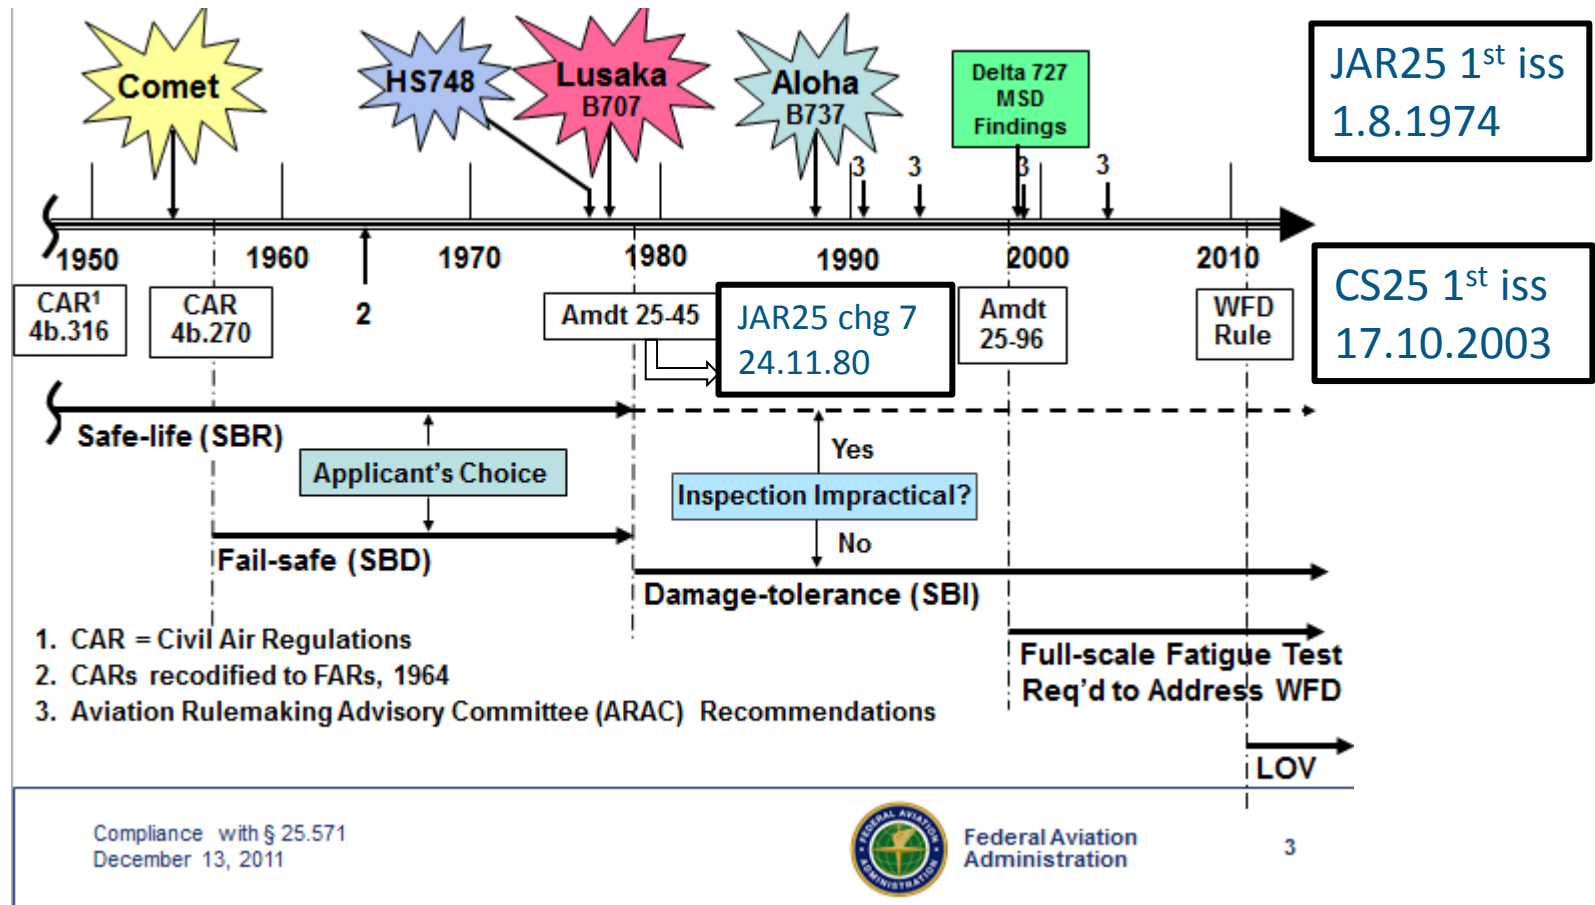 Comet
HS748
Lusaka
B707
Aloha
B737
Delta 727
MSD
Findings
JAR25 1st iss
1.8.1974
3
3
3
3
1950
1960
1970
1980
1990
2000
2010
CAR1
4b.316
CAR
4b.270
2
Amdt 25-45
JAR25 chg 7
24.11.80
Amdt
25-96
WFD
Rule
CS25 1st iss
17.10.2003
Safe-life (SBR)
Applicant's Choice
Yes
Inspection Impractical?
No
Fail-safe (SBD)
Damage-tolerance (SBI)
1. CAR = Civil Air Regulations
2. CARs recodified to FARs, 1964
3. Aviation Rulemaking Advisory Committee (ARAC) Recommendations
Full-scale Fatigue Test
Req'd to Address WFD
LOV
Compliance with § 25.571
December 13, 2011
FEDERAL AVIATION
ADMINISTRATION
Federal Aviation
Administration
3